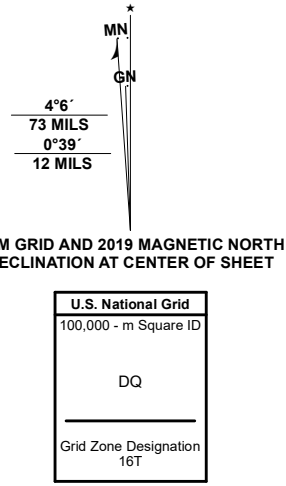 ★
MN
GN
4°6´
73 MILS
0°39´
12 MILS
M GRID AND 2019 MAGNETIC NORTH
ECLINATION AT CENTER OF SHEET
U.S. National Grid
100,000 - m Square ID
DQ
Grid Zone Designation
16T